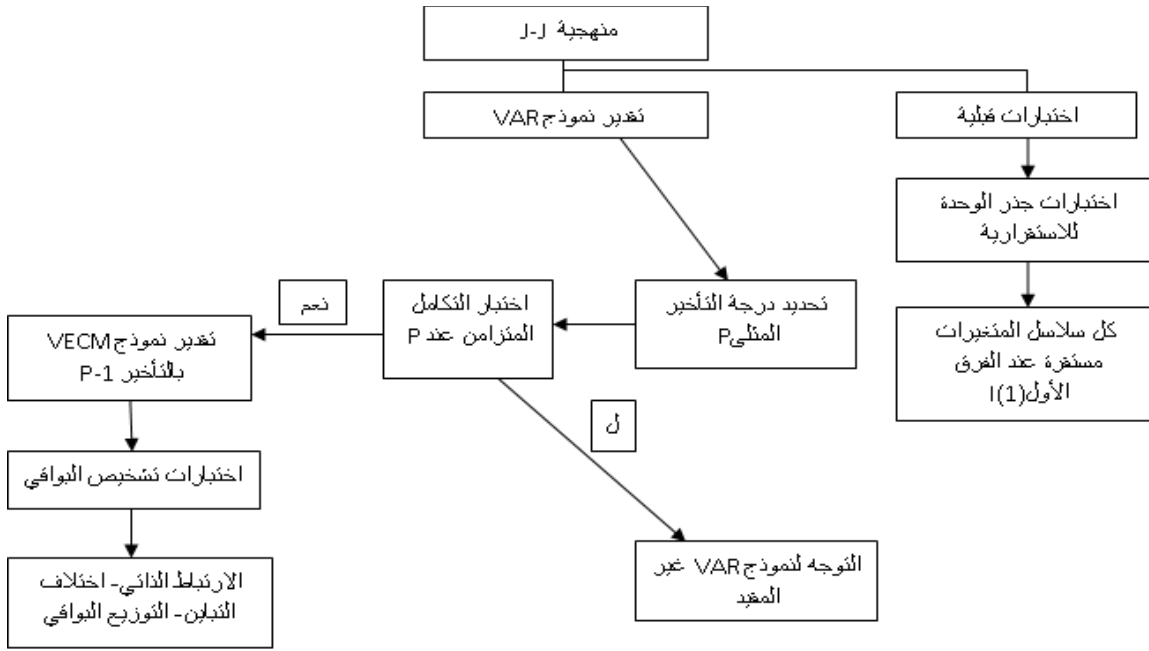 منهجية J-J
اختبارات قبلية
تقدير نموذج VAR
اختبارات جذر الوحدة
للاستقرارية
تحديد درجة التأخير
المثلى P
اختبار التكامل
المتزامن عند P
نعم
تقدير نموذج VECM
بالتأخير P-1
كل سلاسل المتغيرات
مستقرة عند الفرق
الأول I(1)
ل
اختبارات تشخيص البواقي
التوجه لنموذج VAR غير
المقيد
الارتباط الذاتي- اختلاف
التباين- التوزيع البواقي